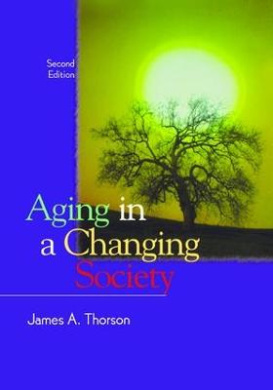 Second
Edition
Aging in
a Changing
Society
James A. Thorson